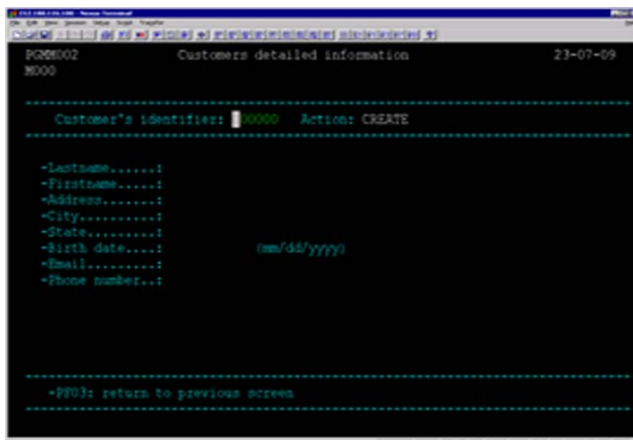 PGMM002 Customers detailed information 23-07-09
M000
Customer's identifier: 00000 Action: CREATE
-Lastname......:
-Firstname.....:
-Address.......:
-City..........:
-State.........:
-Birth date....: (mm/dd/yyyy)
-Email.........:
-Phone number..:
-PF03: return to previous screen